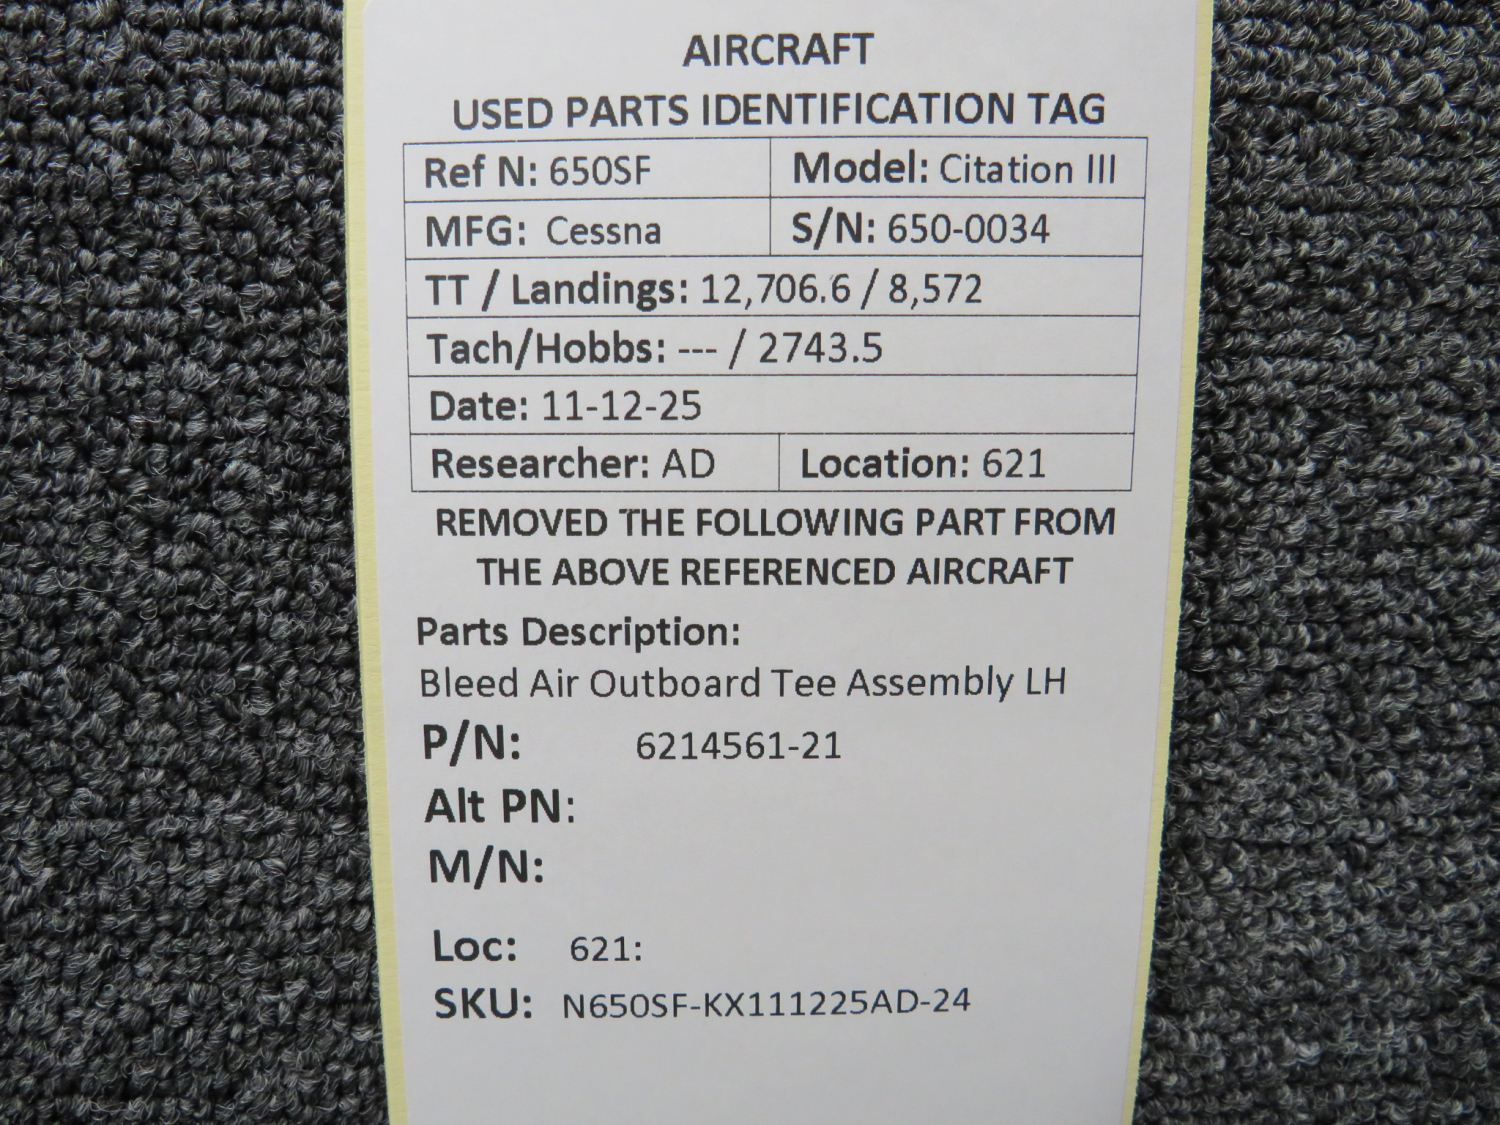 AIRCRAFT
USED PARTS IDENTIFICATION TAG
Ref N: 650SF Model: Citation III
MFG: Cessna S/N: 650-0034
TT / Landings: 12,706.6 / 8,572
Tach/Hobbs: --- / 2743.5
Date: 11-12-25
Researcher: AD Location: 621
REMOVED THE FOLLOWING PART FROM
THE ABOVE REFERENCED AIRCRAFT
Parts Description:
Bleed Air Outboard Tee Assembly LH
P/N: 6214561-21
Alt PN:
M/N:
Loc: 621:
SKU: N650SF-KX111225AD-24